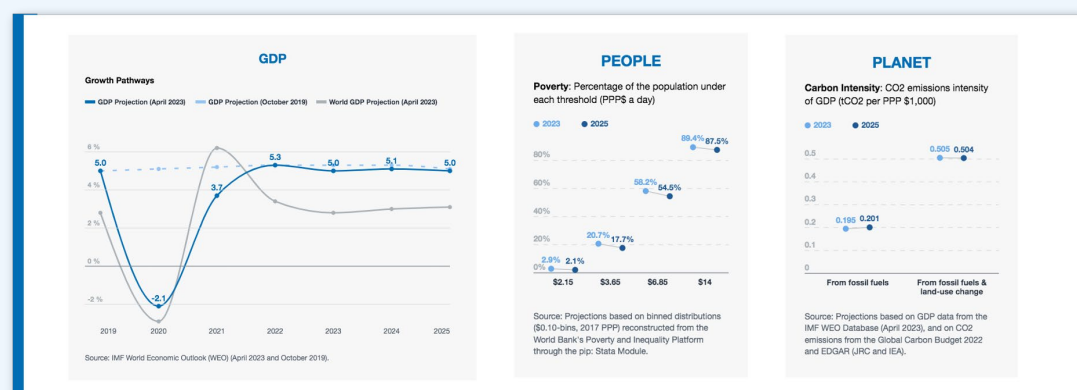 GDP
Growth Pathways
GDP Projection (April 2023) GDP Projection (October 2019) World GDP Projection (April 2023)
6 %
4 %
2 %
0 %
-2 %
5.0
-2.1
3.7
5.3
5.0
5.1
5.0
2019 2020 2021 2022 2023 2024 2025
Source: IMF World Economic Outlook (WEO) (April 2023 and October 2019).
PEOPLE
Poverty: Percentage of the population under
each threshold (PPP$ a day)
2023 2025
80%
60%
40%
20%
0%
2.9% 2.1%
20.7% 17.7%
58.2% 54.5%
89.4% 87.5%
$2.15 $3.65 $6.85 $14
Source: Projections based on binned distributions
($0.10-bins, 2017 PPP) reconstructed from the
World Bank's Poverty and Inequality Platform
through the pip: Stata Module.
PLANET
Carbon Intensity: CO2 emissions intensity
of GDP (tCO2 per PPP $1,000)
2023 2025
0.5
0.4
0.3
0.2
0.1
0
0.195 0.201
0.505 0.504
From fossil fuels
From fossil fuels &
land-use change
Source: Projections based on GDP data from the
IMF WEO Database (April 2023), and on CO2
emissions from the Global Carbon Budget 2022
and EDGAR (JRC and IEA).